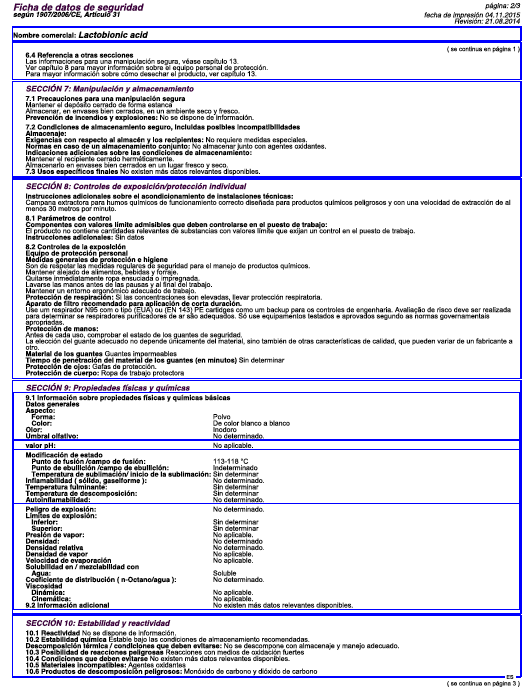 Ficha de datos de seguridad
según 1907/2006/CE, Artículo 31
página: 2/3
fecha de impresión 04.11.2015
Revisión: 21.08.2014
Nombre comercial: Lactobionic acid
( se continua en página 1 )
6.4 Referencia a otras secciones
Las informaciones para una manipulación segura, véase capítulo 13.
Ver capítulo 8 para mayor información sobre el equipo personal de protección.
Para mayor información sobre cómo desechar el producto, ver capítulo 13.
SECCIÓN 7: Manipulación y almacenamiento
7.1 Precauciones para una manipulación segura
Mantener el depósito cerrado de forma estanca
Almacenar, en envases bien cerrados, en un ambiente seco y fresco.
Prevención de incendios y explosiones: No se dispone de información.
7.2 Condiciones de almacenamiento seguro, incluidas posibles incompatibilidades
Almacenaje:
Exigencias con respecto al almacén y los recipientes: No requiere medidas especiales.
Normas en caso de un almacenamiento conjunto: No almacenar junto con agentes oxidantes.
Indicaciones adicionales sobre las condiciones de almacenamiento:
Mantener el recipiente cerrado herméticamente.
Almacenarlo en envases bien cerrados en un lugar fresco y seco.
7.3 Usos específicos finales No existen más datos relevantes disponibles.
SECCIÓN 8: Controles de exposición/protección individual
Instrucciones adicionales sobre el acondicionamiento de instalaciones técnicas:
Campana extractora para humos químicos de funcionamiento correcto diseñada para productos químicos peligrosos y con una velocidad de extracción de al
menos 30 metros por minuto.
8.1 Parámetros de control
Componentes con valores límite admisibles que deben controlarse en el puesto de trabajo:
El producto no contiene cantidades relevantes de substancias con valores límite que exijan un control en el puesto de trabajo.
Instrucciones adicionales: Sin datos
8.2 Controles de la exposición
Equipo de protección personal
Medidas generales de protección e higiene
Son de respetar las medidas regulares de seguridad para el manejo de productos químicos.
Mantener alejado de alimentos, bebidas y forraje.
Quitarse inmediatamente ropa ensuciada o impregnada.
Lavarse las manos antes de las pausas y al final del trabajo.
Mantener un entorno ergonómico adecuado de trabajo.
Protección de respiración: Si las concentraciones son elevadas, llevar protección respiratoria.
Aparato de filtro recomendado para aplicación de corta duración.
Use um respirador N95 com o tipo (EUA) ou (EN 143) PE cartidges como um backup para os controles de engenharia. Avaliação de risco deve ser realizada
para determinar se respiradores purificadores de ar são adequados. Só use equipamentos testados e aprovados segundo as normas governamentais
apropriadas.
Protección de manos:
Antes de cada uso, comprobar el estado de los guantes de seguridad.
La elección del guante adecuado no depende únicamente del material, sino también de otras características de calidad, que pueden variar de un fabricante a
otro.
Material de los guantes Guantes impermeables
Tiempo de penetración del material de los guantes (en minutos) Sin determinar
Protección de ojos: Gafas de protección.
Protección de cuerpo: Ropa de trabajo protectora
SECCIÓN 9: Propiedades físicas y químicas
9.1 Información sobre propiedades físicas y químicas básicas
Datos generales
Aspecto:
Forma: Polvo
Color: De color blanco a blanco
Olor: Inodoro
Umbral olfativo: No determinado.
valor pH: No aplicable.
Modificación de estado
Punto de fusión /campo de fusión: 113-118 °C
Punto de ebullición /campo de ebullición: Indeterminado
Temperatura de sublimación/ inicio de la sublimación: Sin determinar
Inflamabilidad ( sólido, gaseiforme ): No determinado.
Temperatura fulminante: Sin determinar
Temperatura de descomposición: Sin determinar
Autoinflamabilidad: No determinado.
Peligro de explosión: No determinado.
Límites de explosión:
Inferior: Sin determinar
Superior: Sin determinar
Presión de vapor: No aplicable.
Densidad: No determinado
Densidad relativa No determinado.
Densidad de vapor No aplicable.
Velocidad de evaporación No aplicable.
Solubilidad en / mezclabilidad con
Agua: Soluble
Coeficiente de distribución ( n-Octano/agua ): No determinado.
Viscosidad
Dinámica: No aplicable.
Cinemática: No aplicable.
9.2 Información adicional No existen más datos relevantes disponibles.
SECCIÓN 10: Estabilidad y reactividad
10.1 Reactividad No se dispone de información.
10.2 Estabilidad química Estable bajo las condiciones de almacenamiento recomendadas.
Descomposición térmica / condiciones que deben evitarse: No se descompone con almacenaje y manejo adecuado.
10.3 Posibilidad de reacciones peligrosas Reacciones con medios de oxidación fuertes
10.4 Condiciones que deben evitarse No existen más datos relevantes disponibles.
10.5 Materiales incompatibles: Agentes oxidantes
10.6 Productos de descomposición peligrosos: Monóxido de carbono y dióxido de carbono
ES
( se continua en página 3 )